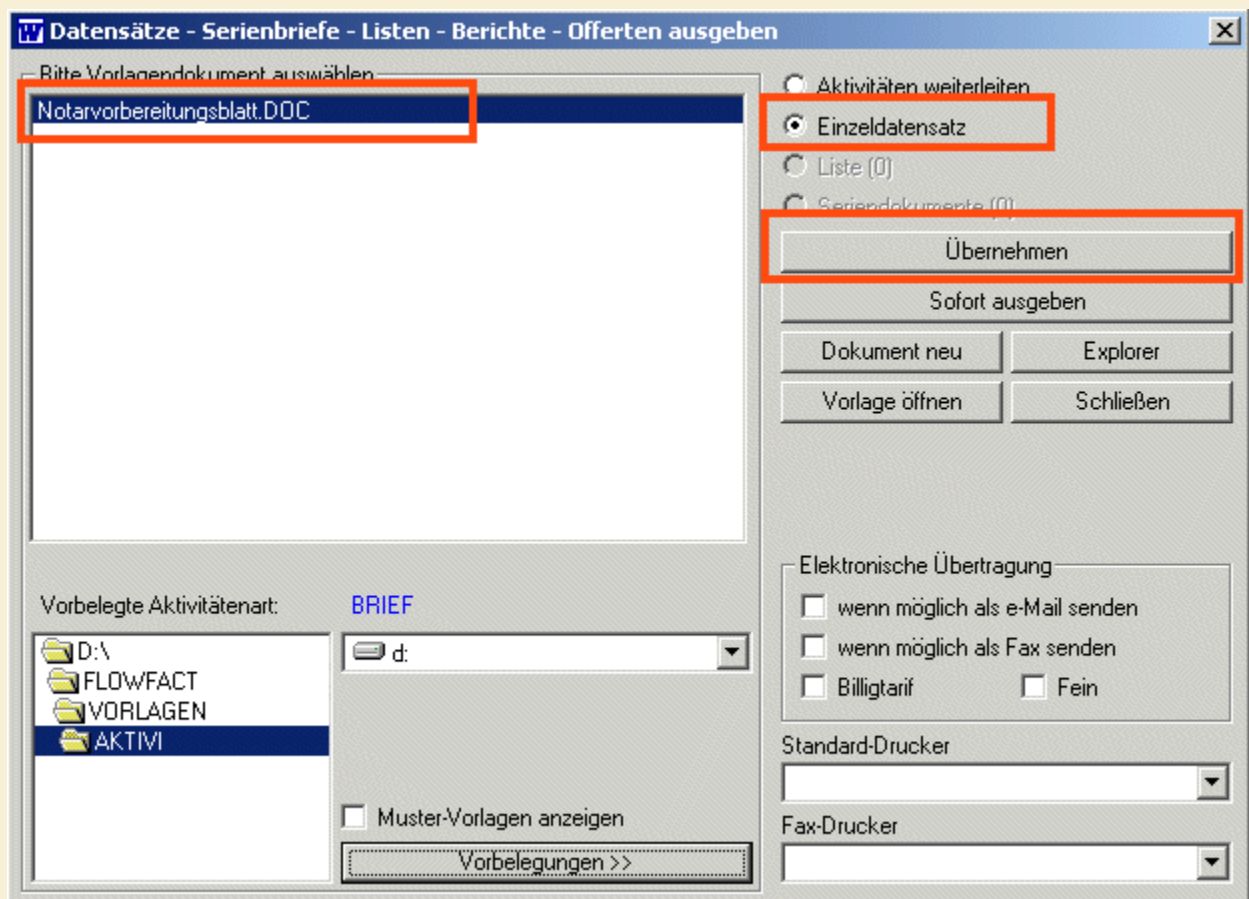 Datensätze - Serienbriefe - Listen - Berichte - Offerten ausgeben
Bitte Vorlagendokument auswählen
Notarvorbereitungsblatt.DOC
Aktivitäten weiterleiten
Einzeldatensatz
Liste (0)
Seriendokumente (0)
Übernehmen
Sofort ausgeben
Dokument neu
Explorer
Vorlage öffnen
Schließen
Vorbelegte Aktivitätenart: BRIEF
D:\
FLOWFACT
VORLAGEN
AKTIVI
d:
Muster-Vorlagen anzeigen
Vorbelegungen >>
Elektronische Übertragung
wenn möglich als e-Mail senden
wenn möglich als Fax senden
Billigtarif
Fein
Standard-Drucker
Fax-Drucker